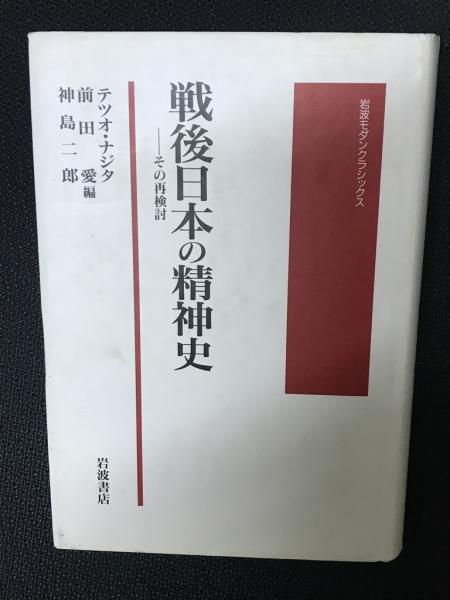 岩波モダンクラシックス
戦後日本の精神史
──その再検討
テツオ・ナジタ
前田 愛
神島二郎
編
岩波書店